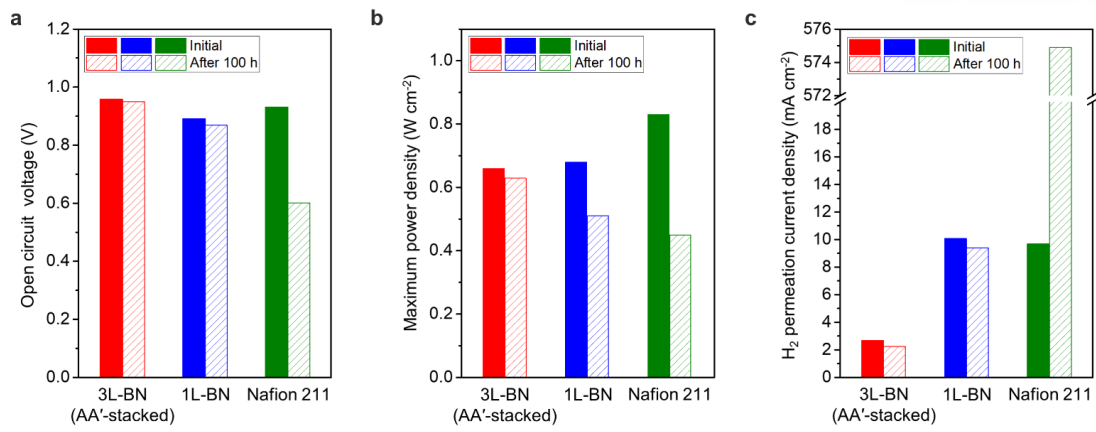 a
Open circuit voltage (V)
1.2
1.0
0.8
0.6
0.4
0.2
0.0
Initial
After 100 h
3L-BN
(AA′-stacked)
1L-BN
Nafion 211
b
Maximum power density (W cm⁻²)
1.0
0.8
0.6
0.4
0.2
0.0
Initial
After 100 h
3L-BN
(AA′-stacked)
1L-BN
Nafion 211
c
H₂ permeation current density (mA cm⁻²)
576
574
572
18
16
14
12
10
8
6
4
2
0
Initial
After 100 h
3L-BN
(AA′-stacked)
1L-BN
Nafion 211